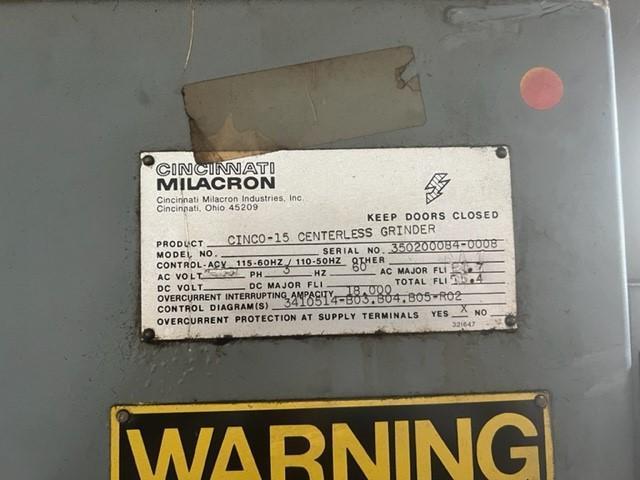 CINCINNATI
MILACRON
Cincinnati Milacron Industries, Inc.
Cincinnati, Ohio 45209
KEEP DOORS CLOSED
PRODUCT CINCO-15 CENTERLESS GRINDER
MODEL NO. SERIAL NO. 350200084-0008
CONTROL-ACV 115-60HZ / 110-50HZ OTHER
AC VOLT PH 3 HZ 60 AC MAJOR FLI
DC VOLT DC MAJOR FLI TOTAL FLI
OVERCURRENT INTERRUPTING AMPACITY 18,000
CONTROL DIAGRAM(S) 3410514-B03,B04,B05-R02
OVERCURRENT PROTECTION AT SUPPLY TERMINALS YES X NO
321647
WARNING